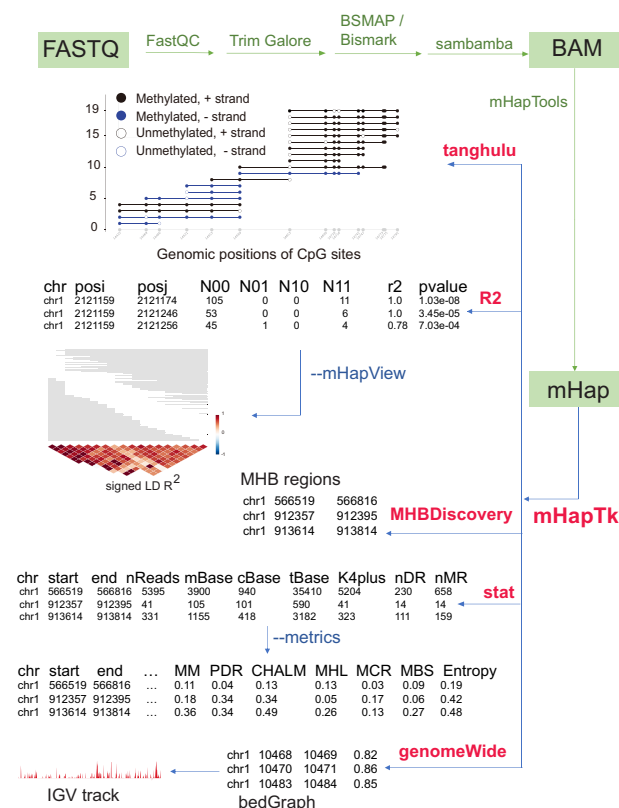 FASTQ FastQC Trim Galore BSMAP / Bismark sambamba BAM
mHapTools
Methylated, + strand
Methylated, - strand
Unmethylated, + strand
Unmethylated, - strand
19
15
10
5
0
Genomic positions of CpG sites
tanghulu
chr posi posj N00 N01 N10 N11 r2 pvalue
chr1 2121159 2121174 105 0 0 11 1.0 1.03e-08
chr1 2121159 2121246 53 0 0 6 1.0 3.45e-05
chr1 2121159 2121256 45 1 0 4 0.78 7.03e-04
R2
--mHapView
1
0
-1
signed LD R2
mHap
mHapTk
MHB regions
chr1 566519 566816
chr1 912357 912395
chr1 913614 913814
MHBDiscovery
chr start end nReads mBase cBase tBase K4plus nDR nMR
chr1 566519 566816 5395 3900 940 35410 5204 230 658
chr1 912357 912395 41 105 101 590 41 14 14
chr1 913614 913814 331 1155 418 3182 323 111 159
stat
--metrics
chr start end … MM PDR CHALM MHL MCR MBS Entropy
chr1 566519 566816 … 0.11 0.04 0.13 0.13 0.03 0.09 0.19
chr1 912357 912395 … 0.18 0.34 0.34 0.05 0.17 0.06 0.42
chr1 913614 913814 … 0.36 0.34 0.49 0.26 0.13 0.27 0.48
genomeWide
chr1 10468 10469 0.82
chr1 10470 10471 0.86
chr1 10483 10484 0.85
bedGraph
IGV track